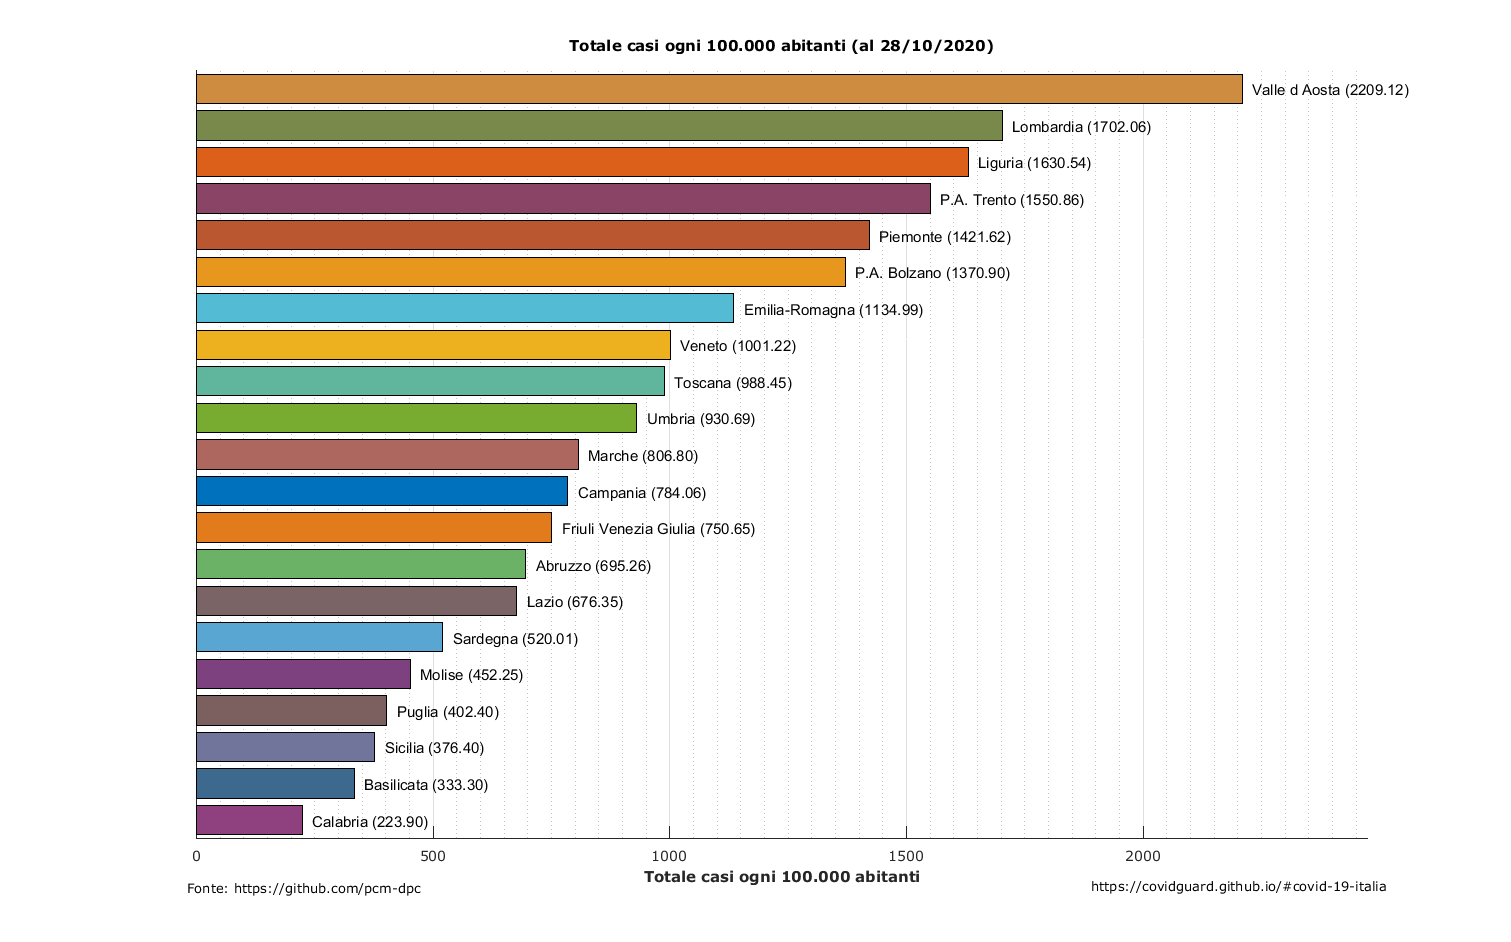 Totale casi ogni 100.000 abitanti (al 28/10/2020)
Valle d Aosta (2209.12)
Lombardia (1702.06)
Liguria (1630.54)
P.A. Trento (1550.86)
Piemonte (1421.62)
P.A. Bolzano (1370.90)
Emilia-Romagna (1134.99)
Veneto (1001.22)
Toscana (988.45)
Umbria (930.69)
Marche (806.80)
Campania (784.06)
Friuli Venezia Giulia (750.65)
Abruzzo (695.26)
Lazio (676.35)
Sardegna (520.01)
Molise (452.25)
Puglia (402.40)
Sicilia (376.40)
Basilicata (333.30)
Calabria (223.90)
0 500 1000 1500 2000
Totale casi ogni 100.000 abitanti
Fonte: https://github.com/pcm-dpc
https://covidguard.github.io/#covid-19-italia